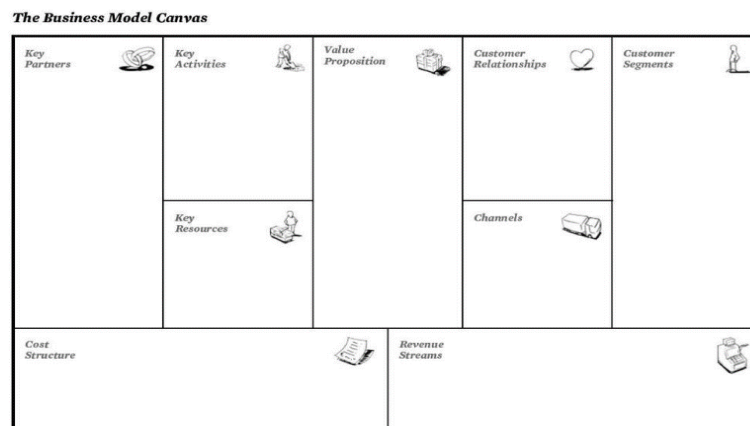 The Business Model Canvas
Key
Partners
Key
Activities
Value
Proposition
Customer
Relationships
Customer
Segments
Key
Resources
Channels
Cost
Structure
Revenue
Streams